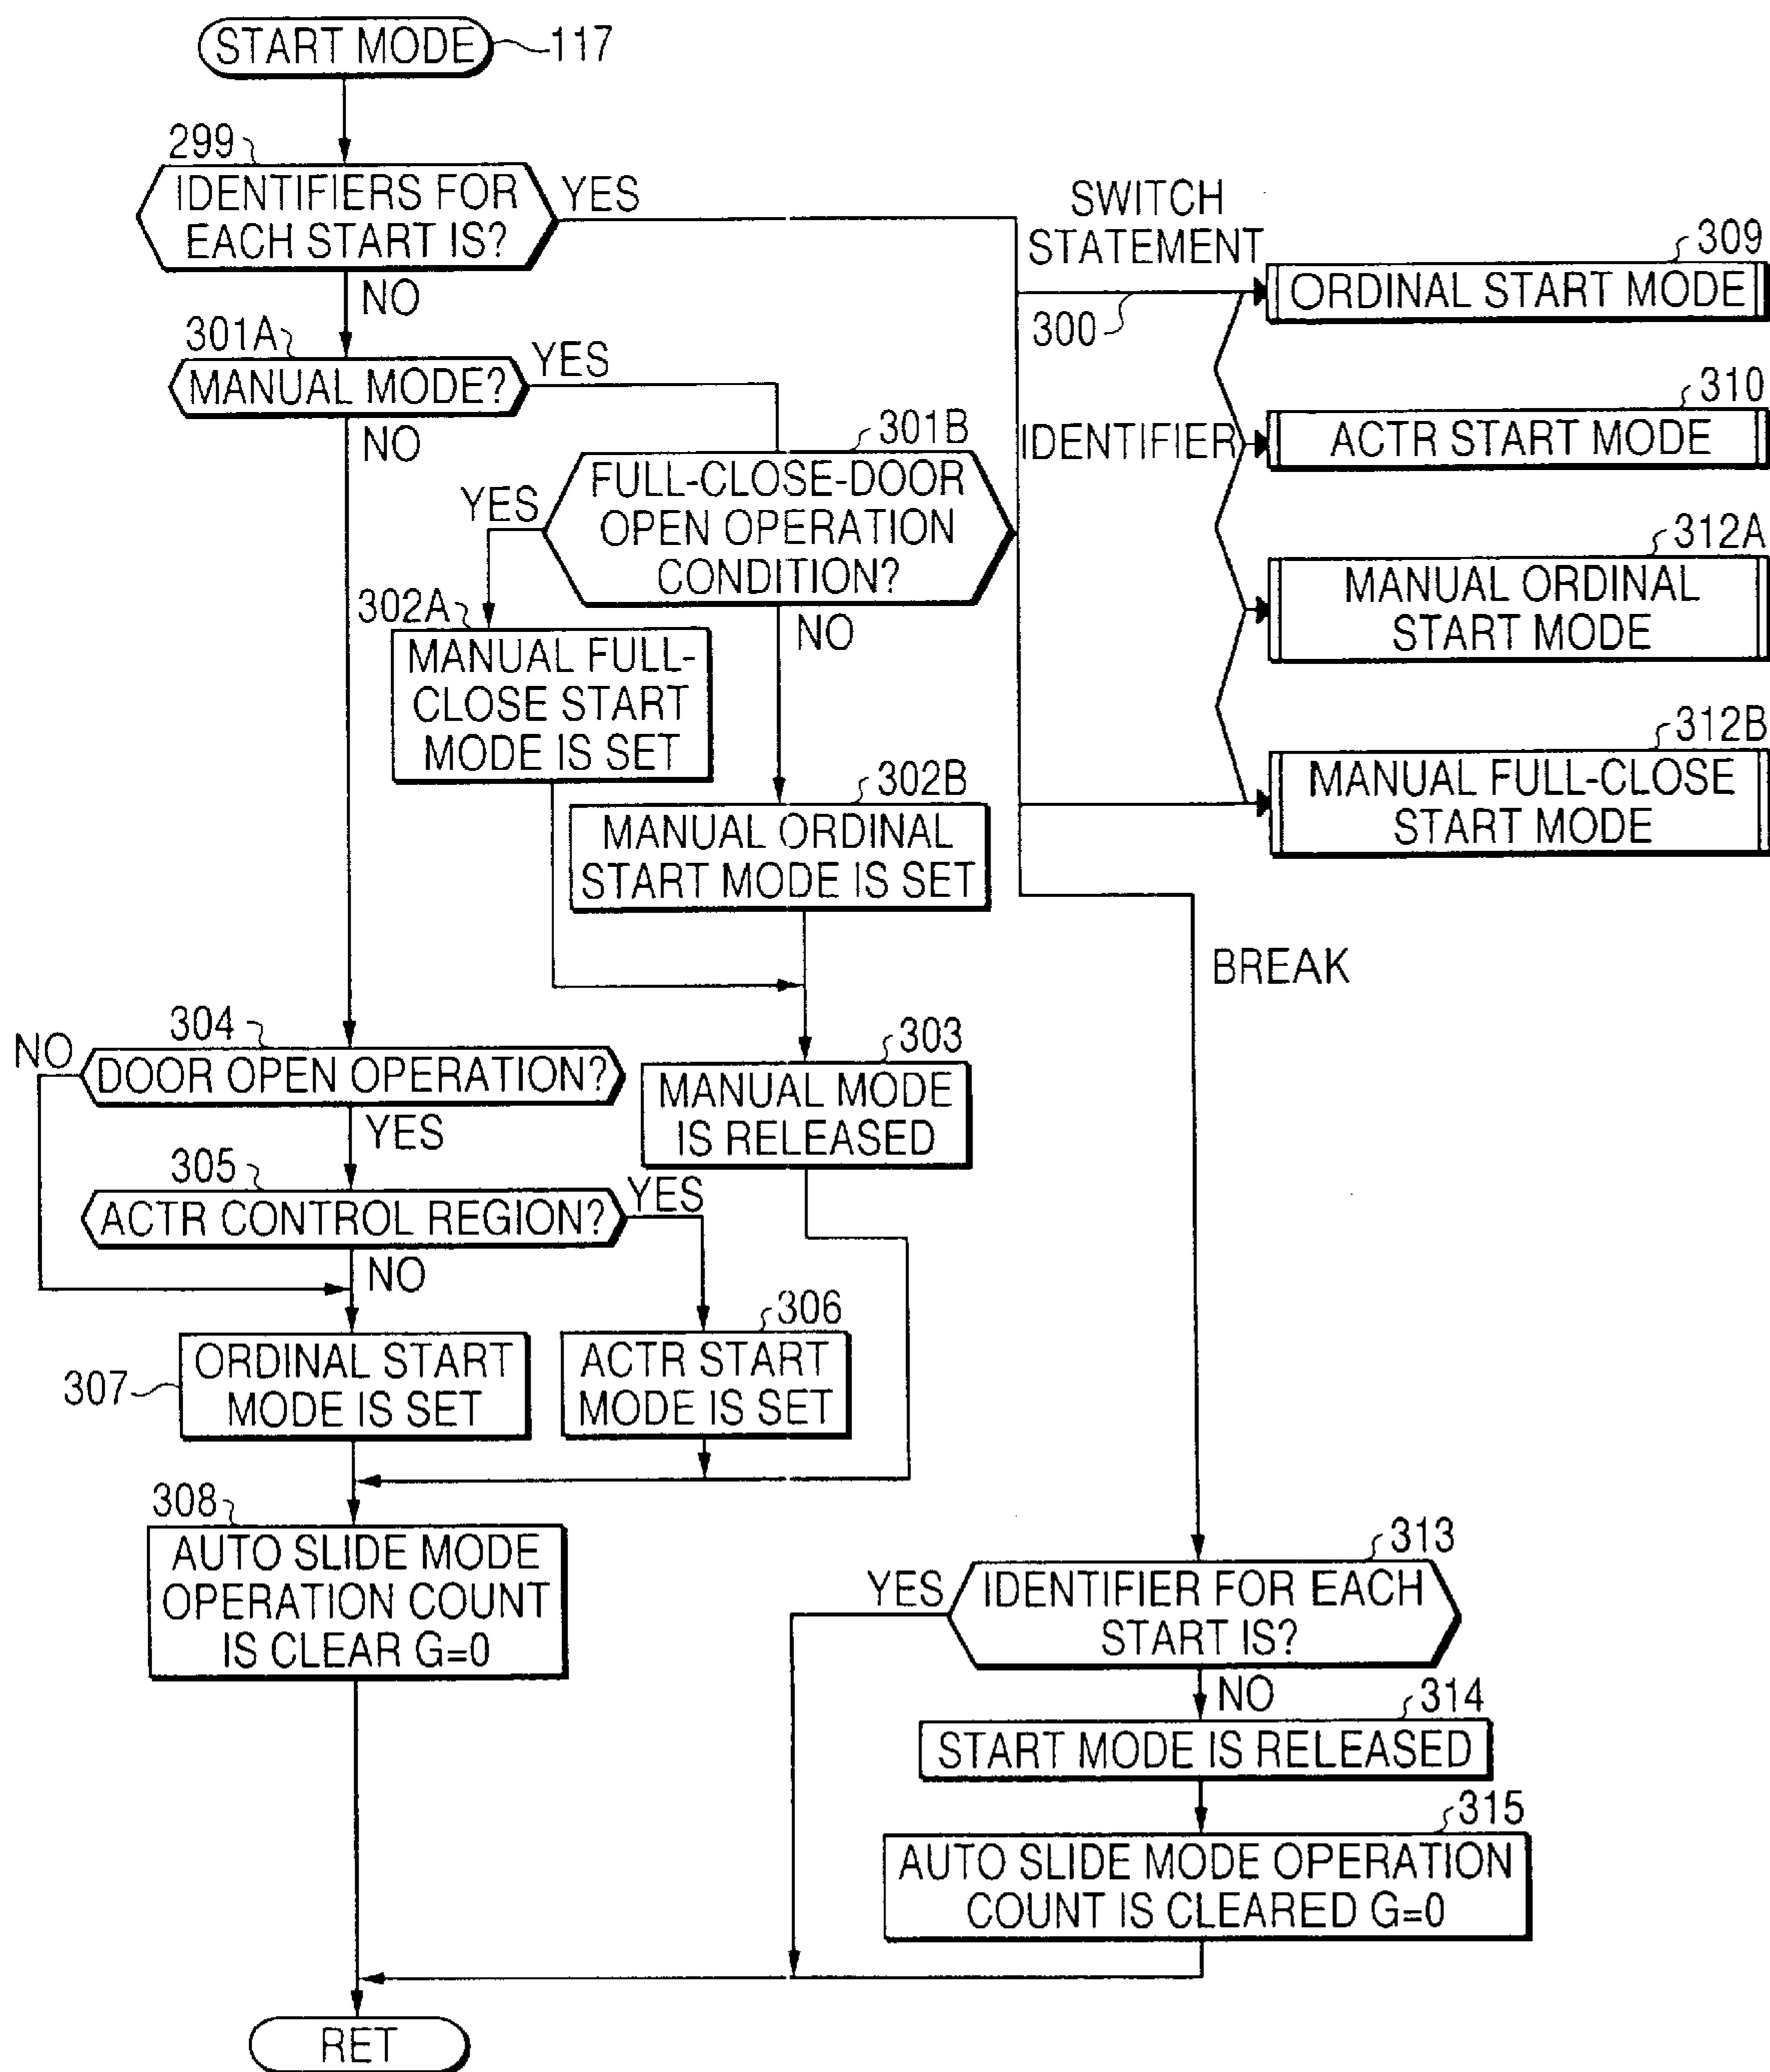 START MODE
117
299
IDENTIFIERS FOR
EACH START IS?
YES
NO
SWITCH
STATEMENT
300
309
ORDINAL START MODE
301A
MANUAL MODE?
YES
NO
IDENTIFIER
310
ACTR START MODE
301B
FULL-CLOSE-DOOR
OPEN OPERATION
CONDITION?
YES
NO
312A
MANUAL ORDINAL
START MODE
302A
MANUAL FULL-
CLOSE START
MODE IS SET
312B
MANUAL FULL-CLOSE
START MODE
302B
MANUAL ORDINAL
START MODE IS SET
BREAK
304
NO
DOOR OPEN OPERATION?
YES
303
MANUAL MODE
IS RELEASED
305
ACTR CONTROL REGION?
YES
NO
307
ORDINAL START
MODE IS SET
306
ACTR START
MODE IS SET
308
AUTO SLIDE MODE
OPERATION COUNT
IS CLEAR G=0
313
YES
IDENTIFIER FOR EACH
START IS?
NO
314
START MODE IS RELEASED
315
AUTO SLIDE MODE OPERATION
COUNT IS CLEARED G=0
RET